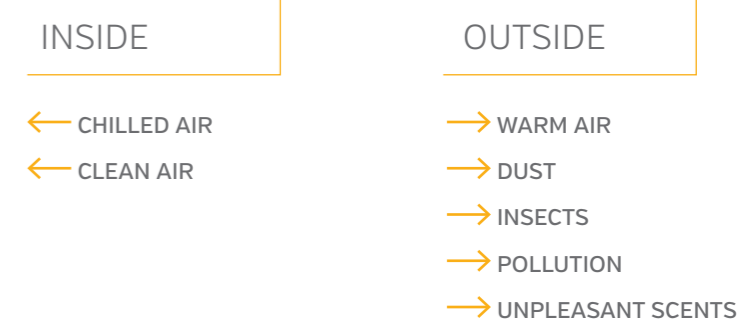 INSIDE
CHILLED AIR
CLEAN AIR
OUTSIDE
WARM AIR
DUST
INSECTS
POLLUTION
UNPLEASANT SCENTS